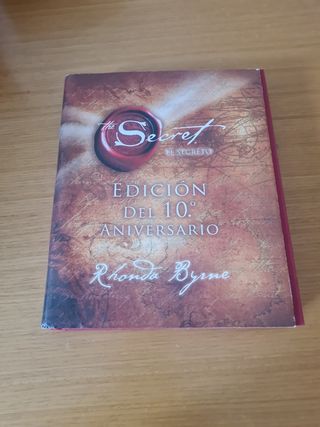 the Secret
EL SECRETO
EDICIÓN
DEL 10.º
ANIVERSARIO
Rhonda Byrne